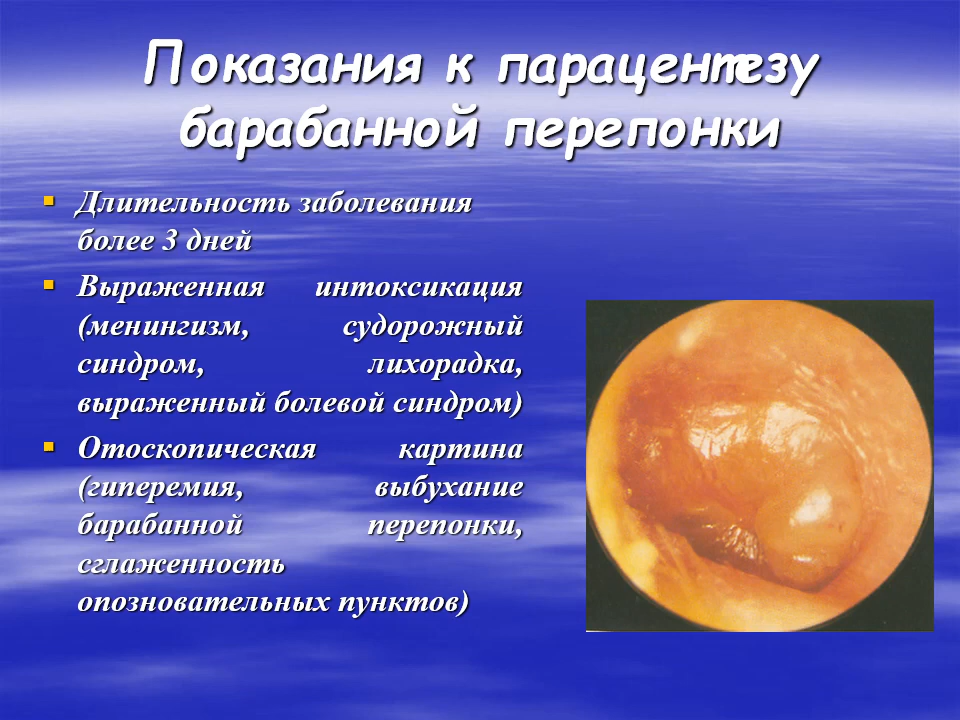 Показания к парацентезу
барабанной перепонки
Длительность заболевания
более 3 дней
Выраженная интоксикация
(менингизм, судорожный
синдром, лихорадка,
выраженный болевой синдром)
Отоскопическая картина
(гиперемия, выбухание
барабанной перепонки,
сглаженность
опозновательных пунктов)